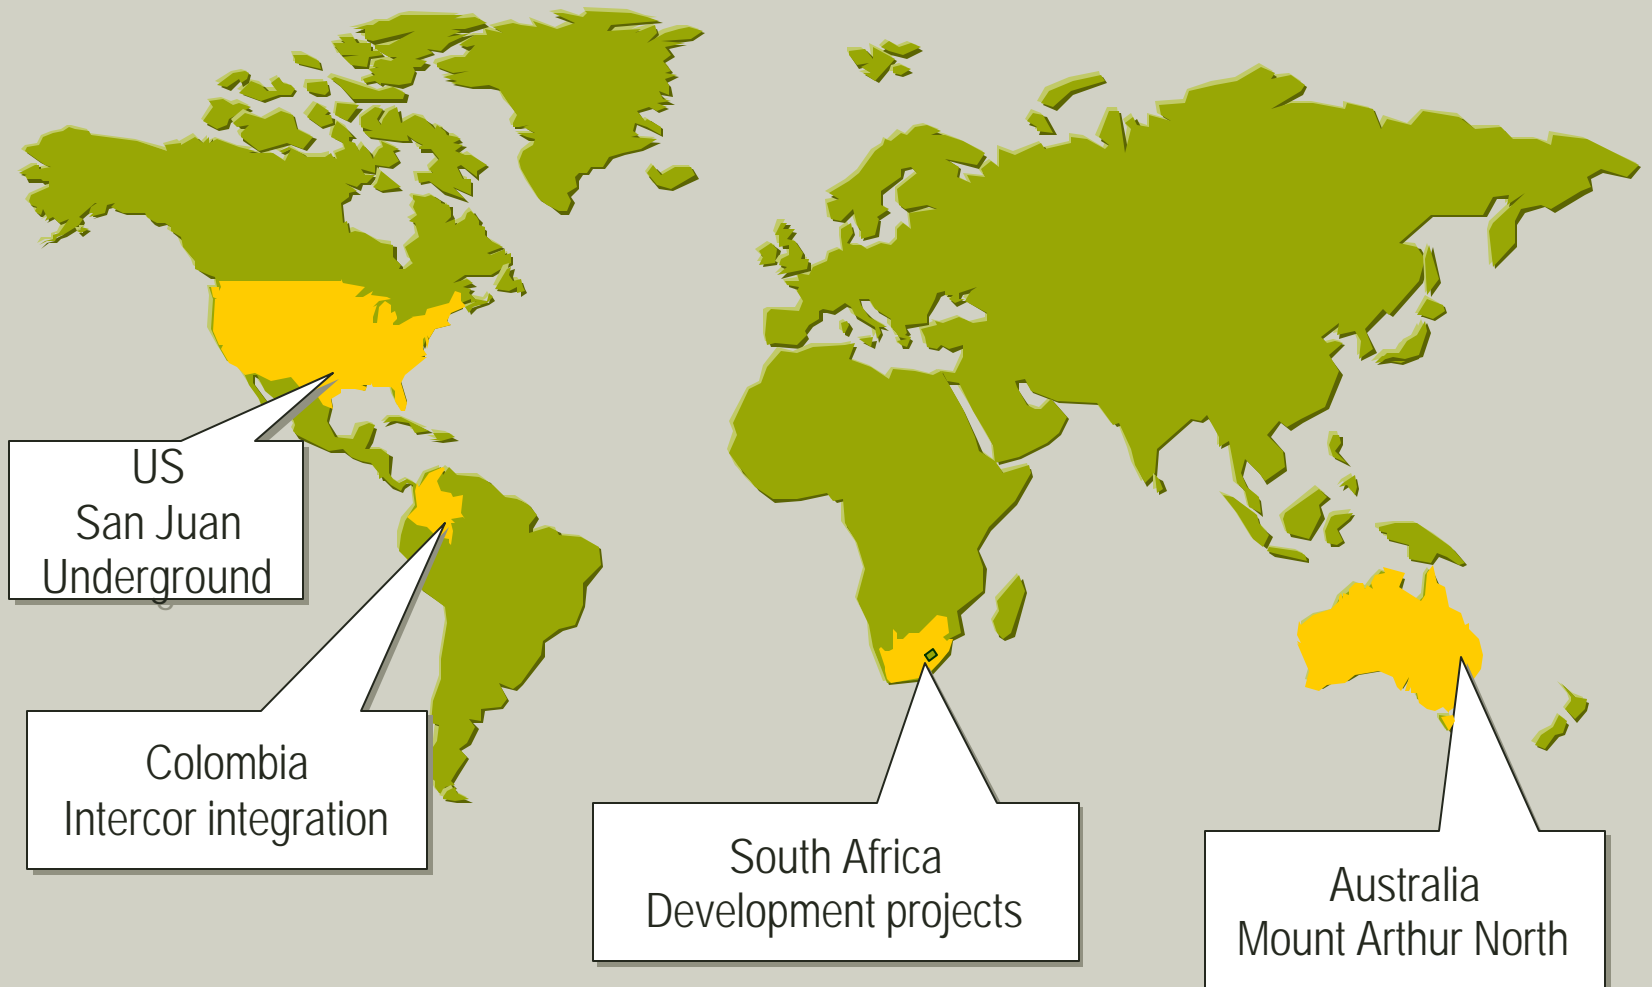 US
San Juan
Underground
Colombia
Intercor integration
South Africa
Development projects
Australia
Mount Arthur North